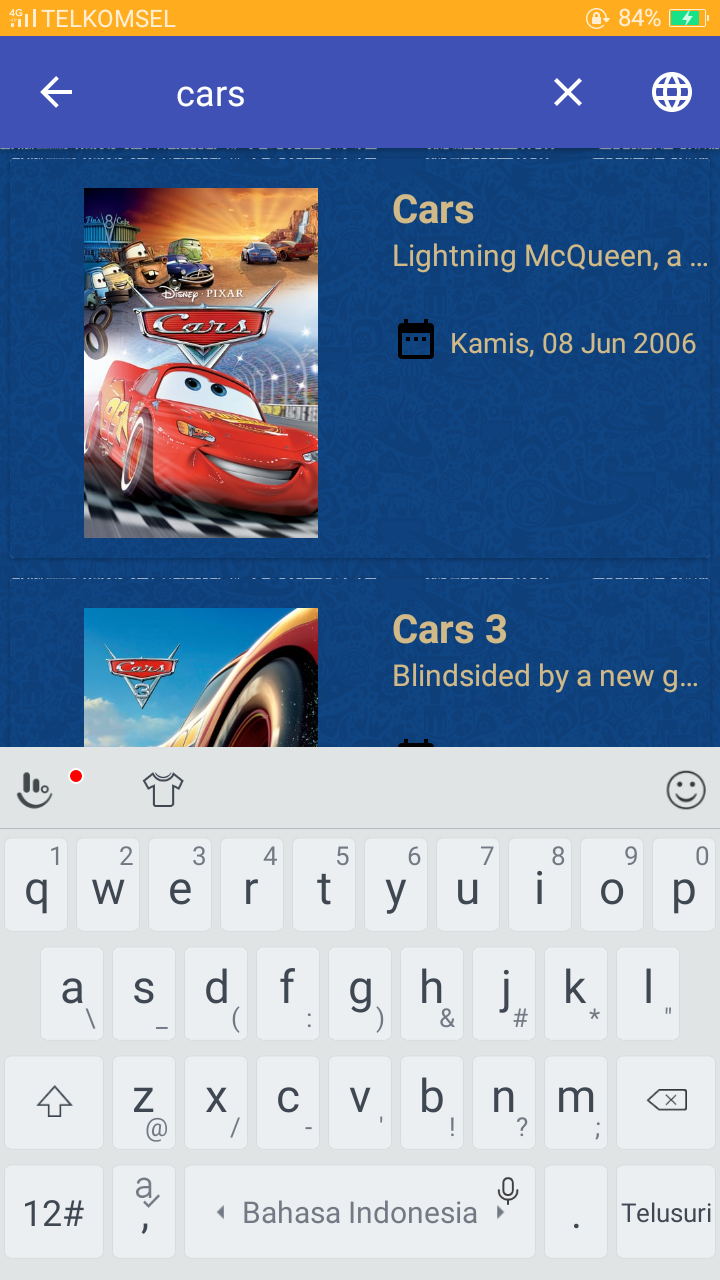 4G TELKOMSEL 84%
cars
Cars
Lightning McQueen, a ...
Kamis, 08 Jun 2006
Disney · PIXAR
Cars
Cars 3
Blindsided by a new g...
Cars
3
1 2 3 4 5 6 7 8 9 0
q w e r t y u i o p
a s d f g h j k l
\ _ ( : ) & # * "
z x c v b n m
@ / - ' ! ? ;
12# a , Bahasa Indonesia . Telusuri